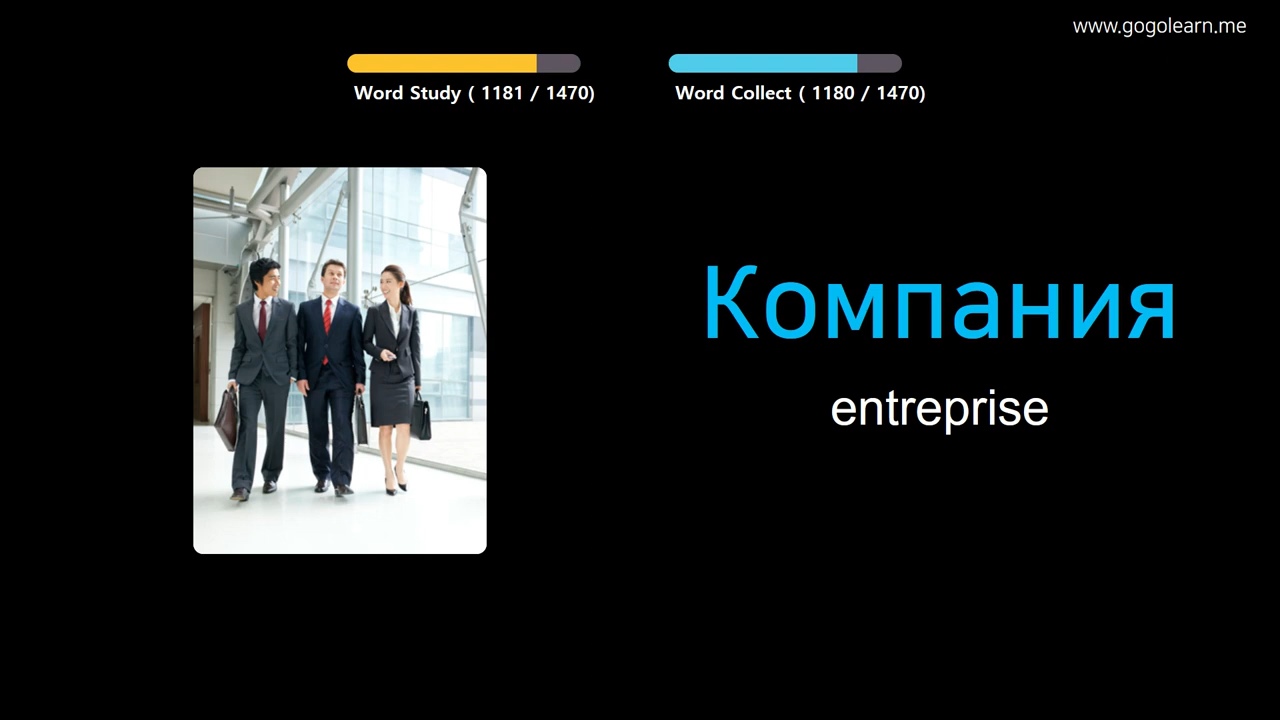 www.gogolearn.me
Word Study ( 1181 / 1470)
Word Collect ( 1180 / 1470)
Компания
entreprise